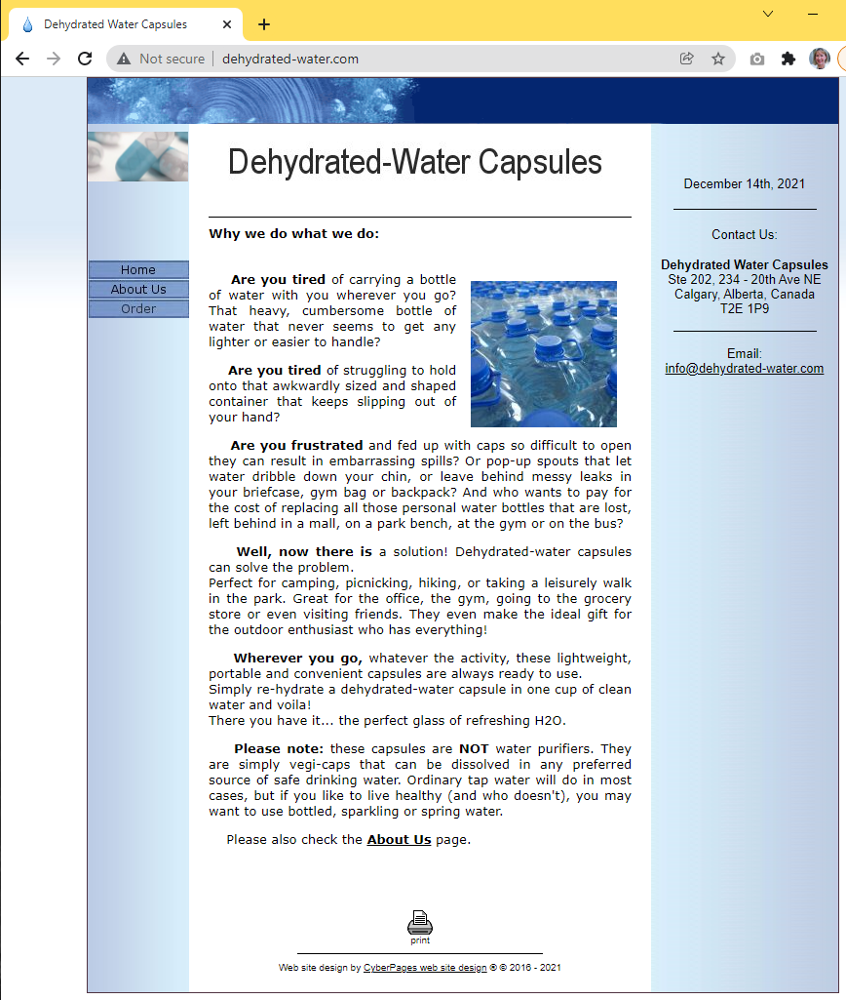 Dehydrated Water Capsules
Not secure
dehydrated-water.com
Dehydrated-Water Capsules
Home
About Us
Order
Why we do what we do:
Are you tired of carrying a bottle
of water with you wherever you go?
That heavy, cumbersome bottle of
water that never seems to get any
lighter or easier to handle?
Are you tired of struggling to hold
onto that awkwardly sized and shaped
container that keeps slipping out of
your hand?
Are you frustrated and fed up with caps so difficult to open
they can result in embarrassing spills? Or pop-up spouts that let
water dribble down your chin, or leave behind messy leaks in
your briefcase, gym bag or backpack? And who wants to pay for
the cost of replacing all those personal water bottles that are lost,
left behind in a mall, on a park bench, at the gym or on the bus?
Well, now there is a solution! Dehydrated-water capsules
can solve the problem.
Perfect for camping, picnicking, hiking, or taking a leisurely walk
in the park. Great for the office, the gym, going to the grocery
store or even visiting friends. They even make the ideal gift for
the outdoor enthusiast who has everything!
Wherever you go, whatever the activity, these lightweight,
portable and convenient capsules are always ready to use.
Simply re-hydrate a dehydrated-water capsule in one cup of clean
water and voila!
There you have it... the perfect glass of refreshing H2O.
Please note: these capsules are NOT water purifiers. They
are simply vegi-caps that can be dissolved in any preferred
source of safe drinking water. Ordinary tap water will do in most
cases, but if you like to live healthy (and who doesn't), you may
want to use bottled, sparkling or spring water.
Please also check the About Us page.
print
Web site design by CyberPages web site design ® © 2016 - 2021
December 14th, 2021
Contact Us:
Dehydrated Water Capsules
Ste 202, 234 - 20th Ave NE
Calgary, Alberta, Canada
T2E 1P9
Email:
info@dehydrated-water.com